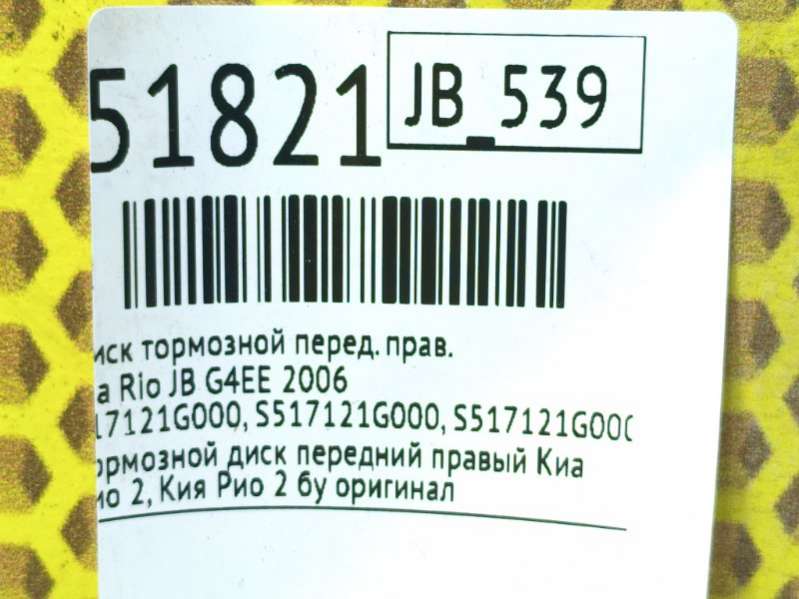 51821
JB_539
иск тормозной перед. прав.
a Rio JB G4EE 2006
17121G000, S517121G000, S517121G000
ормозной диск передний правый Киа
ио 2, Кия Рио 2 бу оригинал